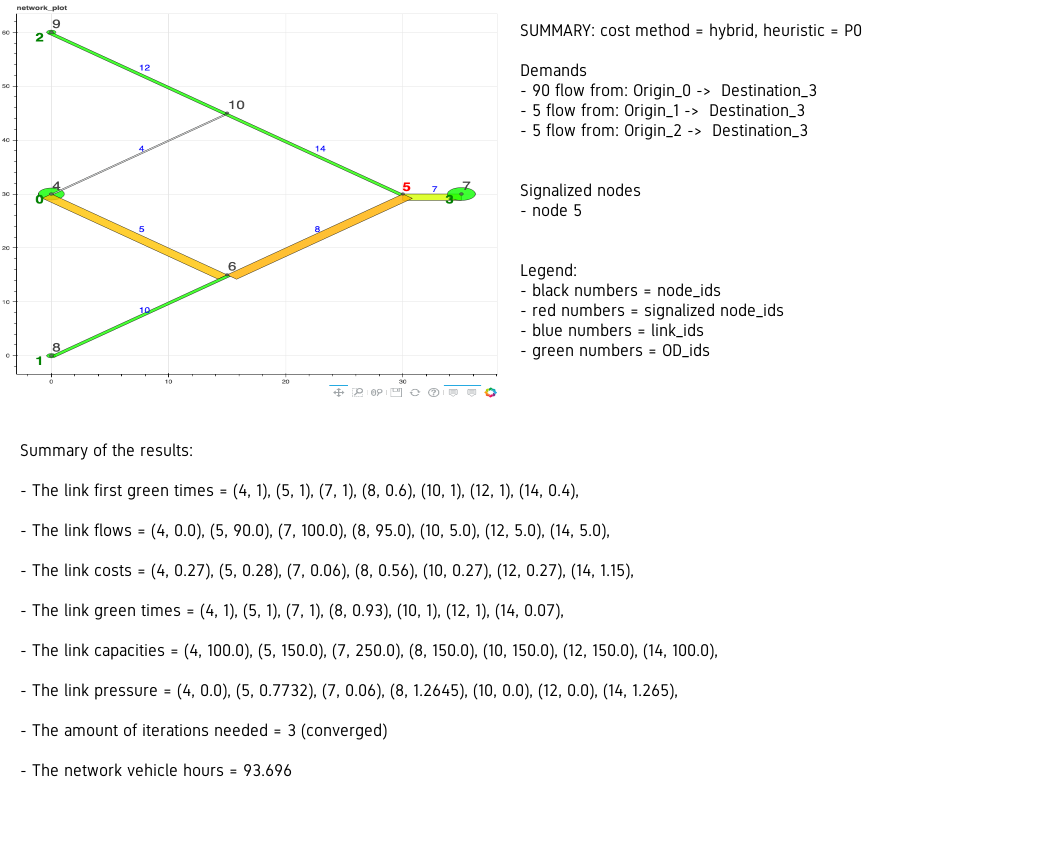 network_plot
60
50
40
30
20
10
0
0
10
20
30
9
2
12
10
4
14
4
0
5
7
7
3
5
8
6
10
8
1
SUMMARY: cost method = hybrid, heuristic = P0
Demands
- 90 flow from: Origin_0 -> Destination_3
- 5 flow from: Origin_1 -> Destination_3
- 5 flow from: Origin_2 -> Destination_3
Signalized nodes
- node 5
Legend:
- black numbers = node_ids
- red numbers = signalized node_ids
- blue numbers = link_ids
- green numbers = OD_ids
Summary of the results:
- The link first green times = (4, 1), (5, 1), (7, 1), (8, 0.6), (10, 1), (12, 1), (14, 0.4),
- The link flows = (4, 0.0), (5, 90.0), (7, 100.0), (8, 95.0), (10, 5.0), (12, 5.0), (14, 5.0),
- The link costs = (4, 0.27), (5, 0.28), (7, 0.06), (8, 0.56), (10, 0.27), (12, 0.27), (14, 1.15),
- The link green times = (4, 1), (5, 1), (7, 1), (8, 0.93), (10, 1), (12, 1), (14, 0.07),
- The link capacities = (4, 100.0), (5, 150.0), (7, 250.0), (8, 150.0), (10, 150.0), (12, 150.0), (14, 100.0),
- The link pressure = (4, 0.0), (5, 0.7732), (7, 0.06), (8, 1.2645), (10, 0.0), (12, 0.0), (14, 1.265),
- The amount of iterations needed = 3 (converged)
- The network vehicle hours = 93.696